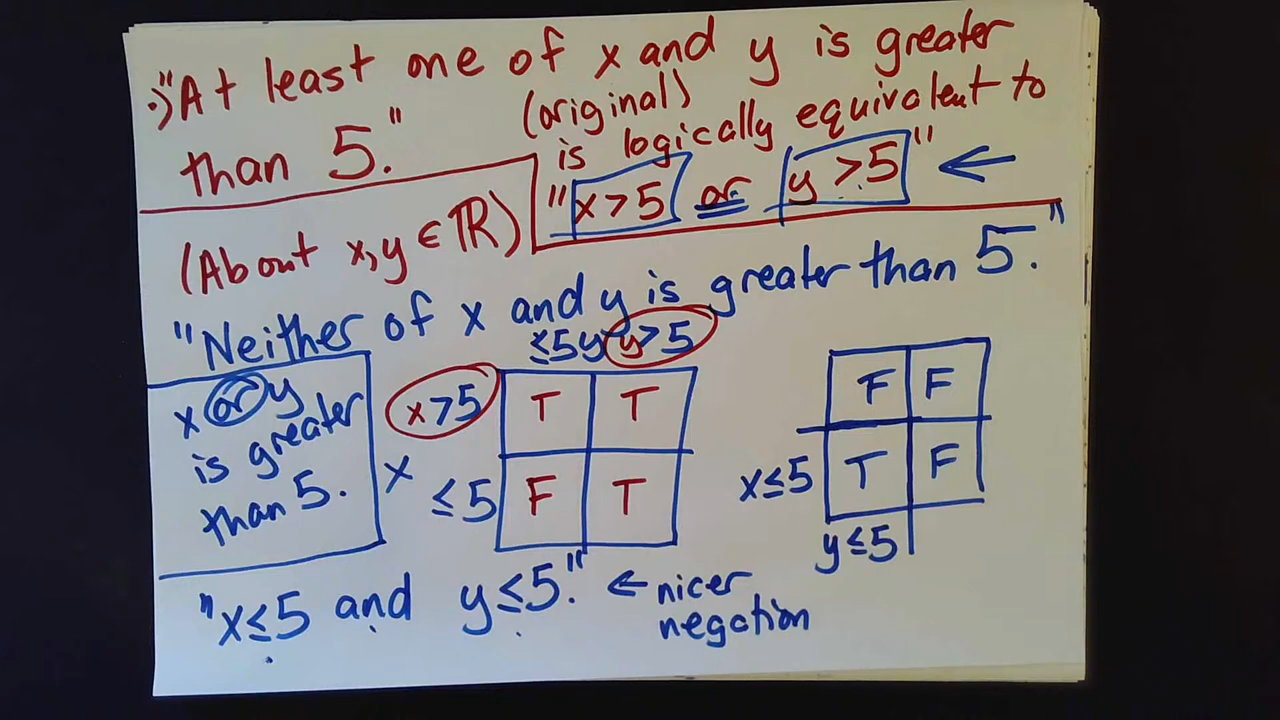 ·) "At least one of x and y is greater
than 5."
(original)
is logically equivalent to
"x > 5 or y > 5" ←
(About x, y ∈ ℝ)
"Neither of x and y is greater than 5."
x or y
is greater
than 5.
≤5 y y > 5
x > 5 T T
x ≤ 5 F T
F F
x ≤ 5 T F
y ≤ 5
"x ≤ 5 and y ≤ 5." ← nicer
negation